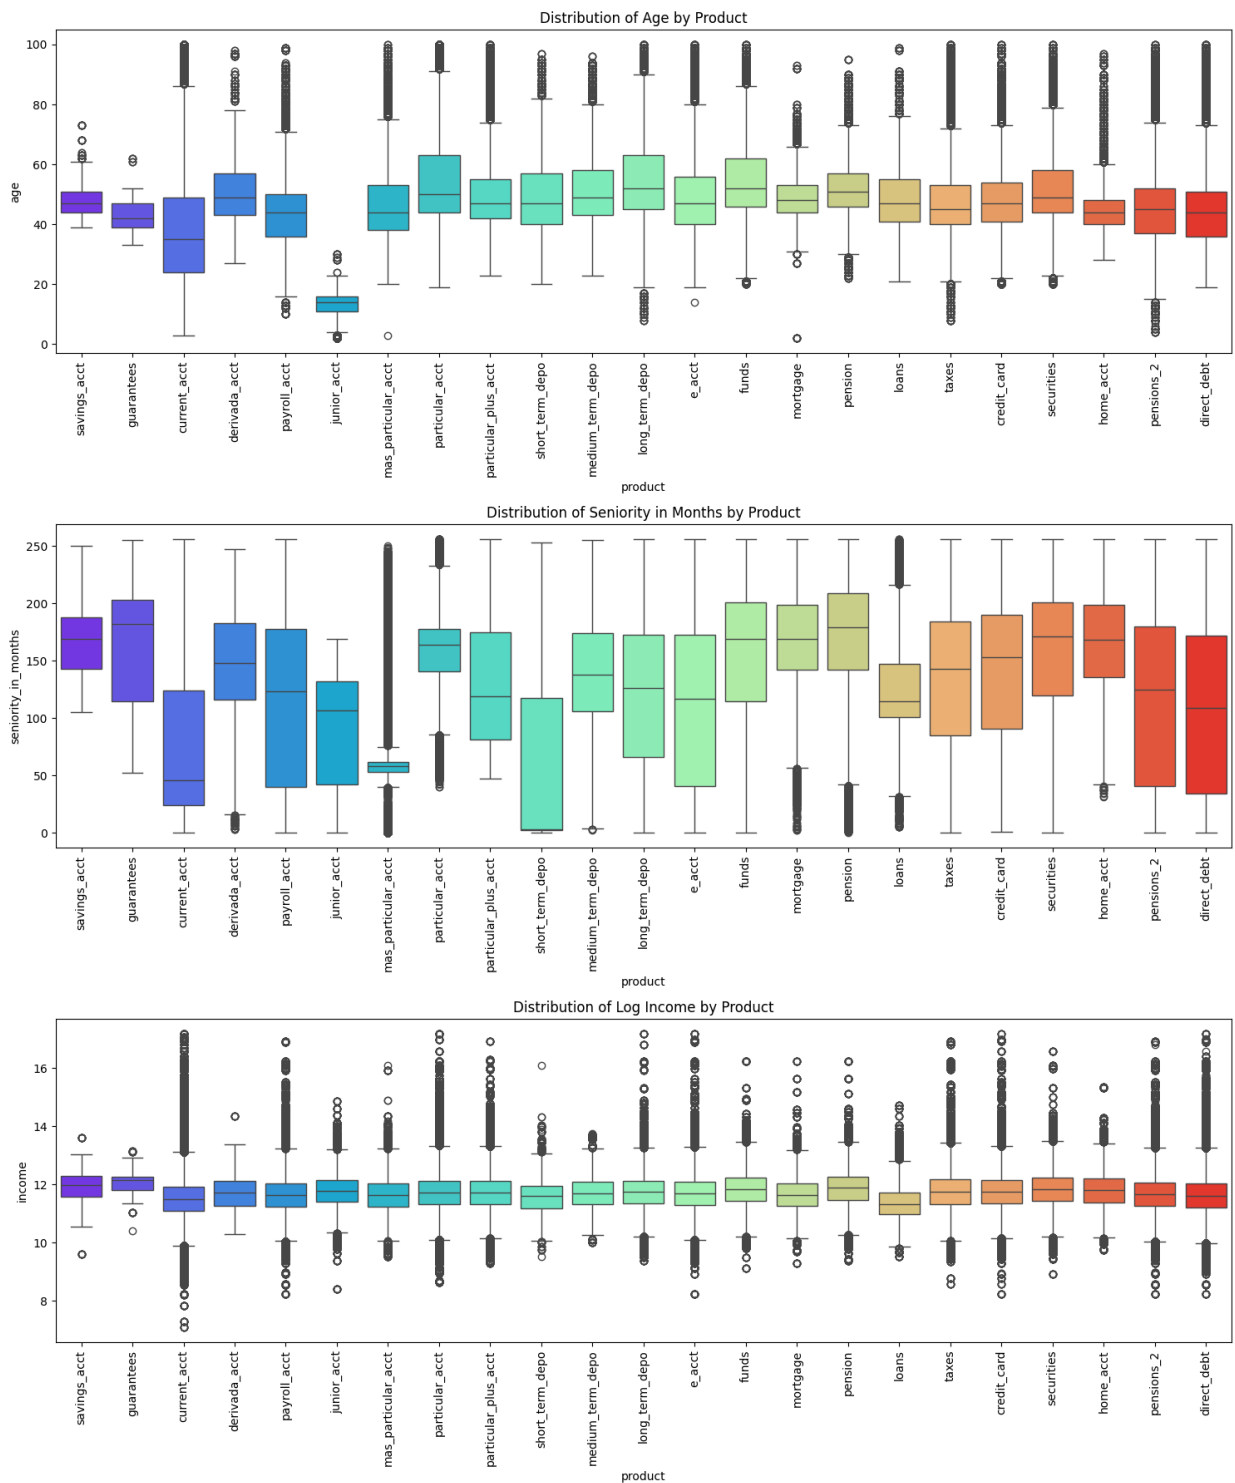 Distribution of Age by Product
100
80
60
40
20
0
age
savings_acct
guarantees
current_acct
derivada_acct
payroll_acct
junior_acct
mas_particular_acct
particular_acct
particular_plus_acct
short_term_depo
medium_term_depo
long_term_depo
e_acct
funds
mortgage
pension
loans
taxes
credit_card
securities
home_acct
pensions_2
direct_debt
product
Distribution of Seniority in Months by Product
250
200
150
100
50
0
seniority_in_months
savings_acct
guarantees
current_acct
derivada_acct
payroll_acct
junior_acct
mas_particular_acct
particular_acct
particular_plus_acct
short_term_depo
medium_term_depo
long_term_depo
e_acct
funds
mortgage
pension
loans
taxes
credit_card
securities
home_acct
pensions_2
direct_debt
product
Distribution of Log Income by Product
16
14
12
10
8
income
savings_acct
guarantees
current_acct
derivada_acct
payroll_acct
junior_acct
mas_particular_acct
particular_acct
particular_plus_acct
short_term_depo
medium_term_depo
long_term_depo
e_acct
funds
mortgage
pension
loans
taxes
credit_card
securities
home_acct
pensions_2
direct_debt
product